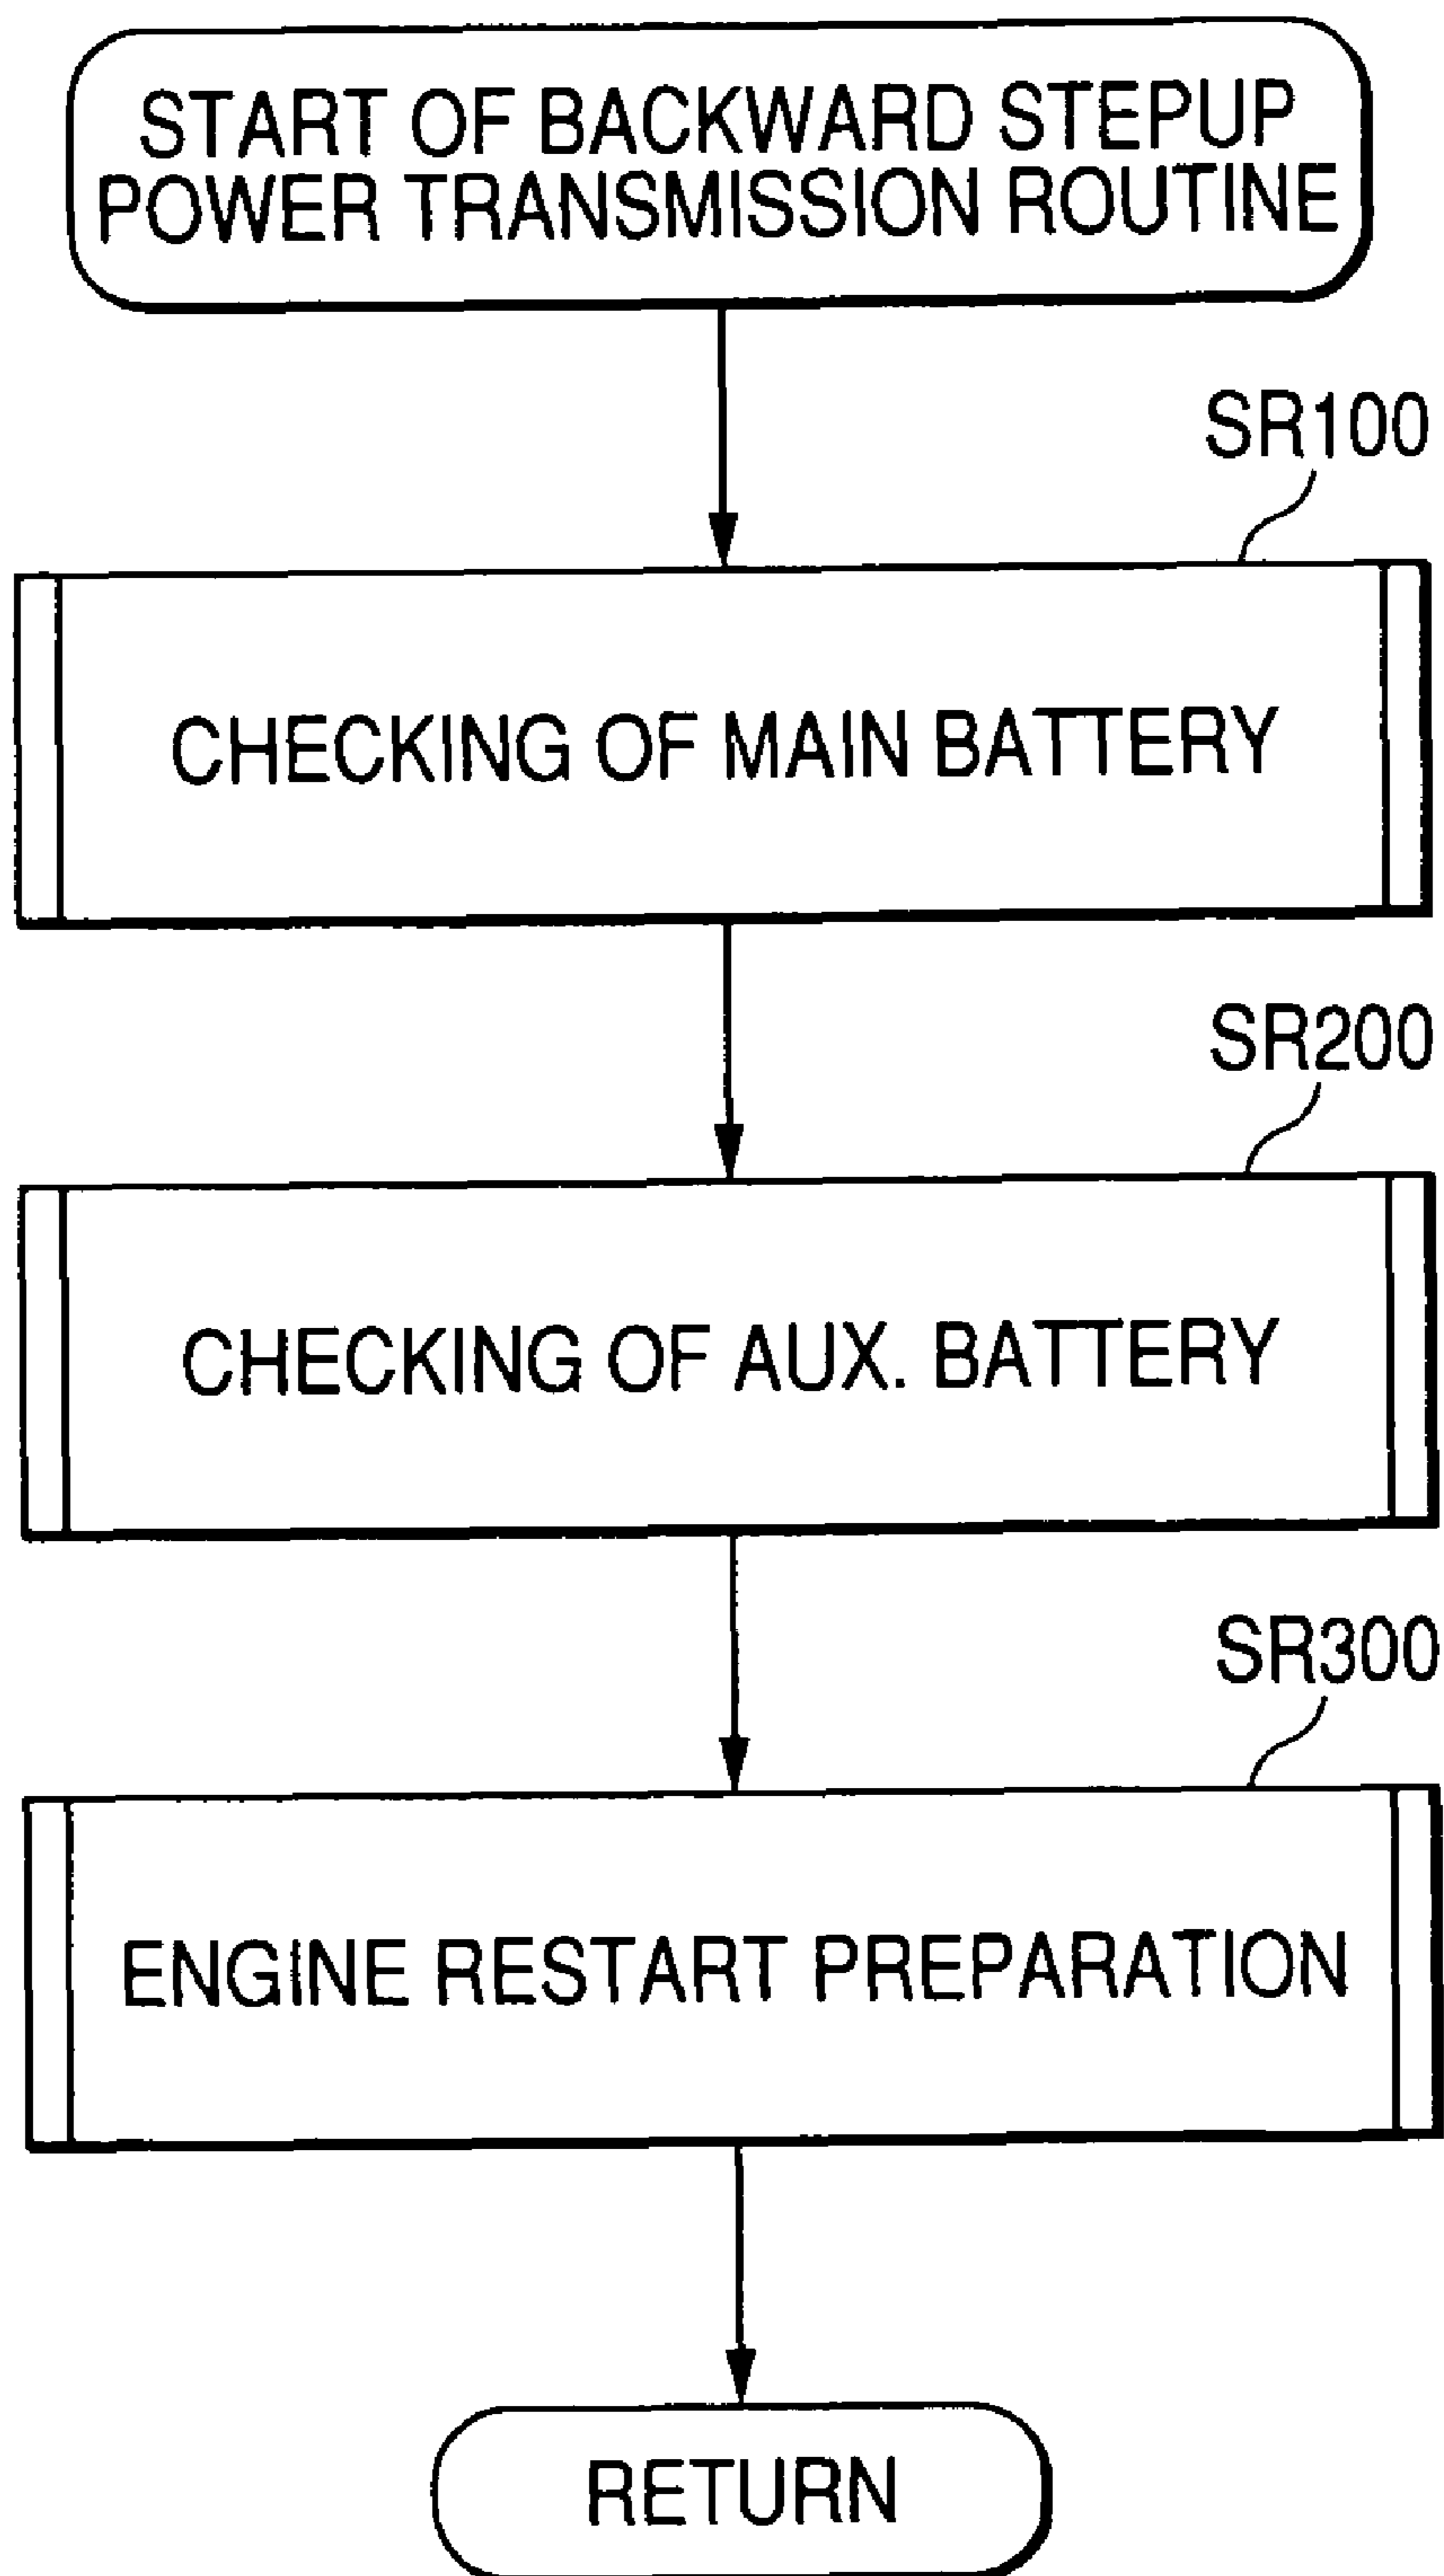 START OF BACKWARD STEPUP
POWER TRANSMISSION ROUTINE
SR100
CHECKING OF MAIN BATTERY
SR200
CHECKING OF AUX. BATTERY
SR300
ENGINE RESTART PREPARATION
RETURN